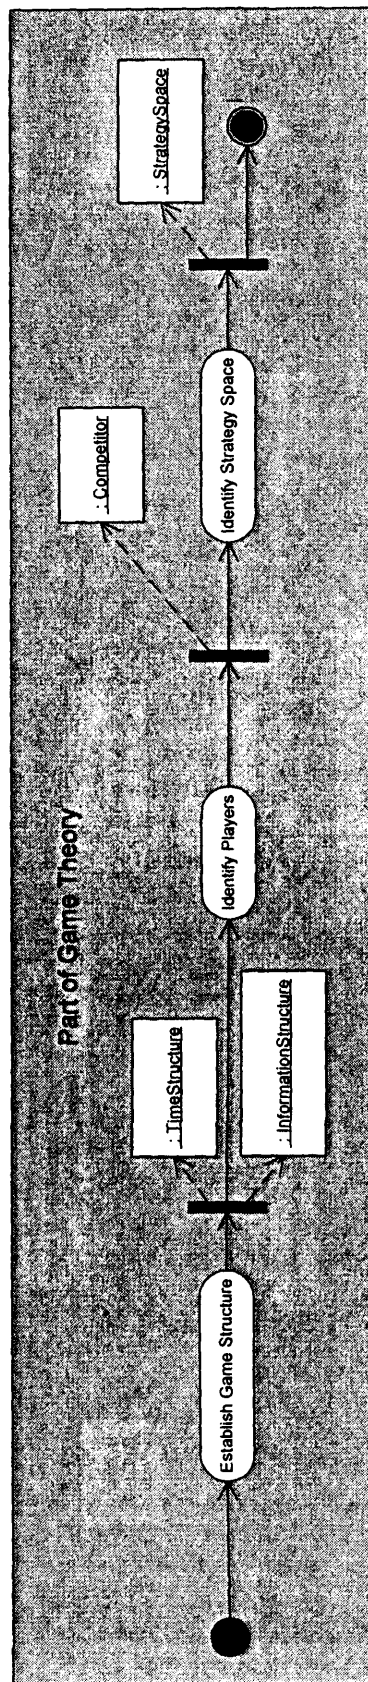 Part of Game Theory
Establish Game Structure
: TimeStructure
: InformationStructure
Identify Players
: Competitor
Identify Strategy Space
: StrategySpace